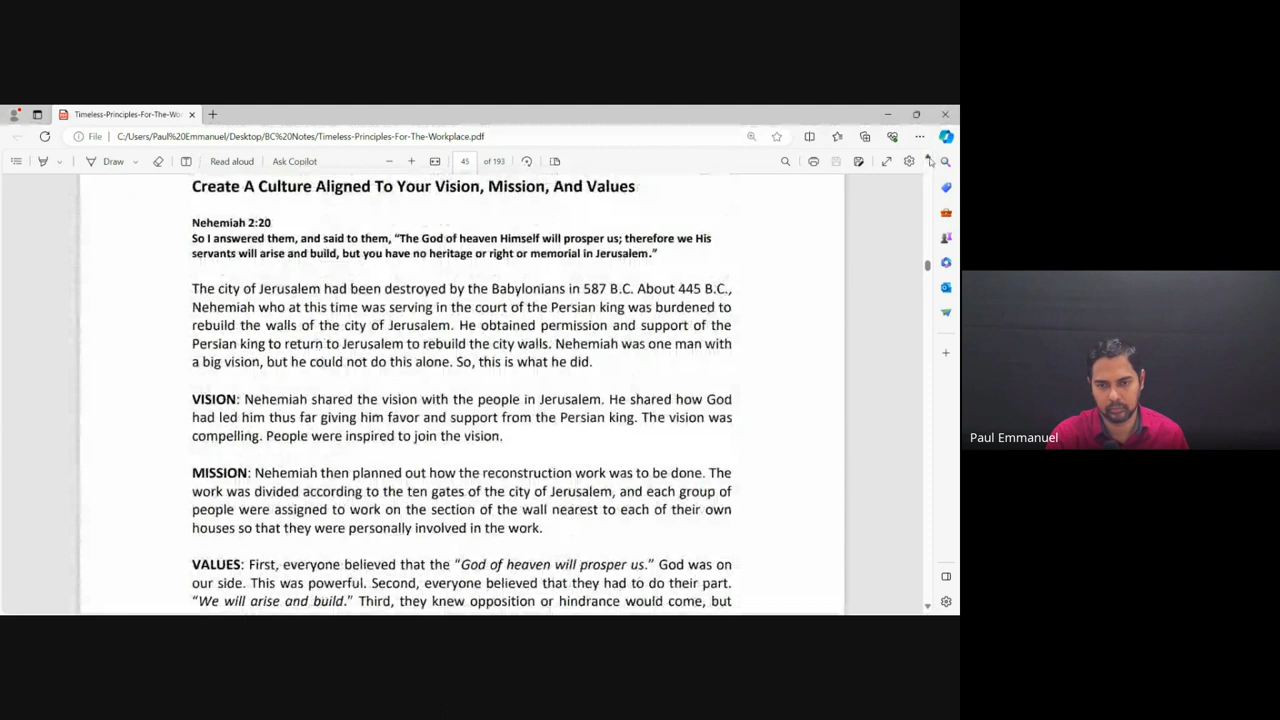 Timeless-Principles-For-The-Wo
File
C:/Users/Paul%20Emmanuel/Desktop/BC%20Notes/Timeless-Principles-For-The-Workplace.pdf
Draw
Read aloud
Ask Copilot
45 of 193
Create A Culture Aligned To Your Vision, Mission, And Values
Nehemiah 2:20
So I answered them, and said to them, “The God of heaven Himself will prosper us; therefore we His
servants will arise and build, but you have no heritage or right or memorial in Jerusalem.”
The city of Jerusalem had been destroyed by the Babylonians in 587 B.C. About 445 B.C.,
Nehemiah who at this time was serving in the court of the Persian king was burdened to
rebuild the walls of the city of Jerusalem. He obtained permission and support of the
Persian king to return to Jerusalem to rebuild the city walls. Nehemiah was one man with
a big vision, but he could not do this alone. So, this is what he did.
VISION: Nehemiah shared the vision with the people in Jerusalem. He shared how God
had led him thus far giving him favor and support from the Persian king. The vision was
compelling. People were inspired to join the vision.
MISSION: Nehemiah then planned out how the reconstruction work was to be done. The
work was divided according to the ten gates of the city of Jerusalem, and each group of
people were assigned to work on the section of the wall nearest to each of their own
houses so that they were personally involved in the work.
VALUES: First, everyone believed that the “God of heaven will prosper us.” God was on
our side. This was powerful. Second, everyone believed that they had to do their part.
“We will arise and build.” Third, they knew opposition or hindrance would come, but
Paul Emmanuel